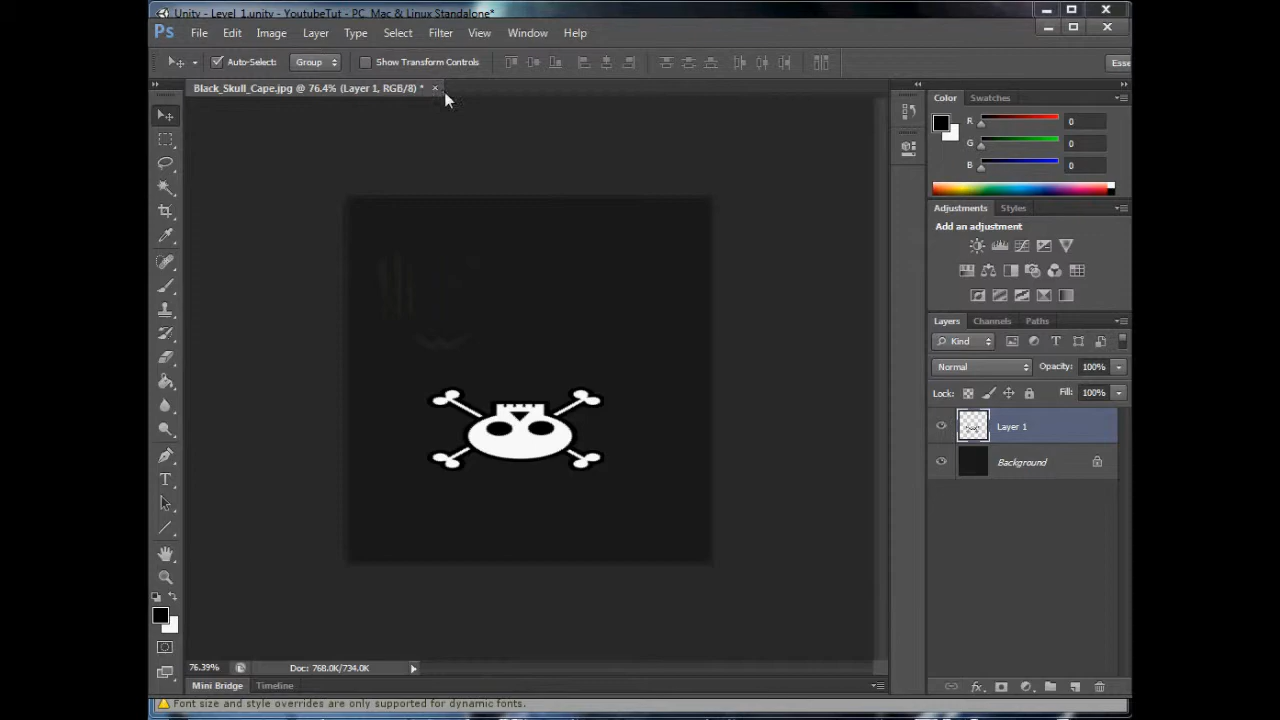 Unity - Level 1.unity - YoutubeTut - PC, Mac & Linux Standalone*
Ps File Edit Image Layer Type Select Filter View Window Help
Auto-Select: Group Show Transform Controls Esse
Black_Skull_Cape.jpg @ 76.4% (Layer 1, RGB/8) * ×
Color Swatches
R 0
G 0
B 0
Adjustments Styles
Add an adjustment
Layers Channels Paths
Kind
Normal Opacity: 100%
Lock: Fill: 100%
Layer 1
Background
76.39% Doc: 768.0K/734.0K
Mini Bridge Timeline
Font size and style overrides are only supported for dynamic fonts.